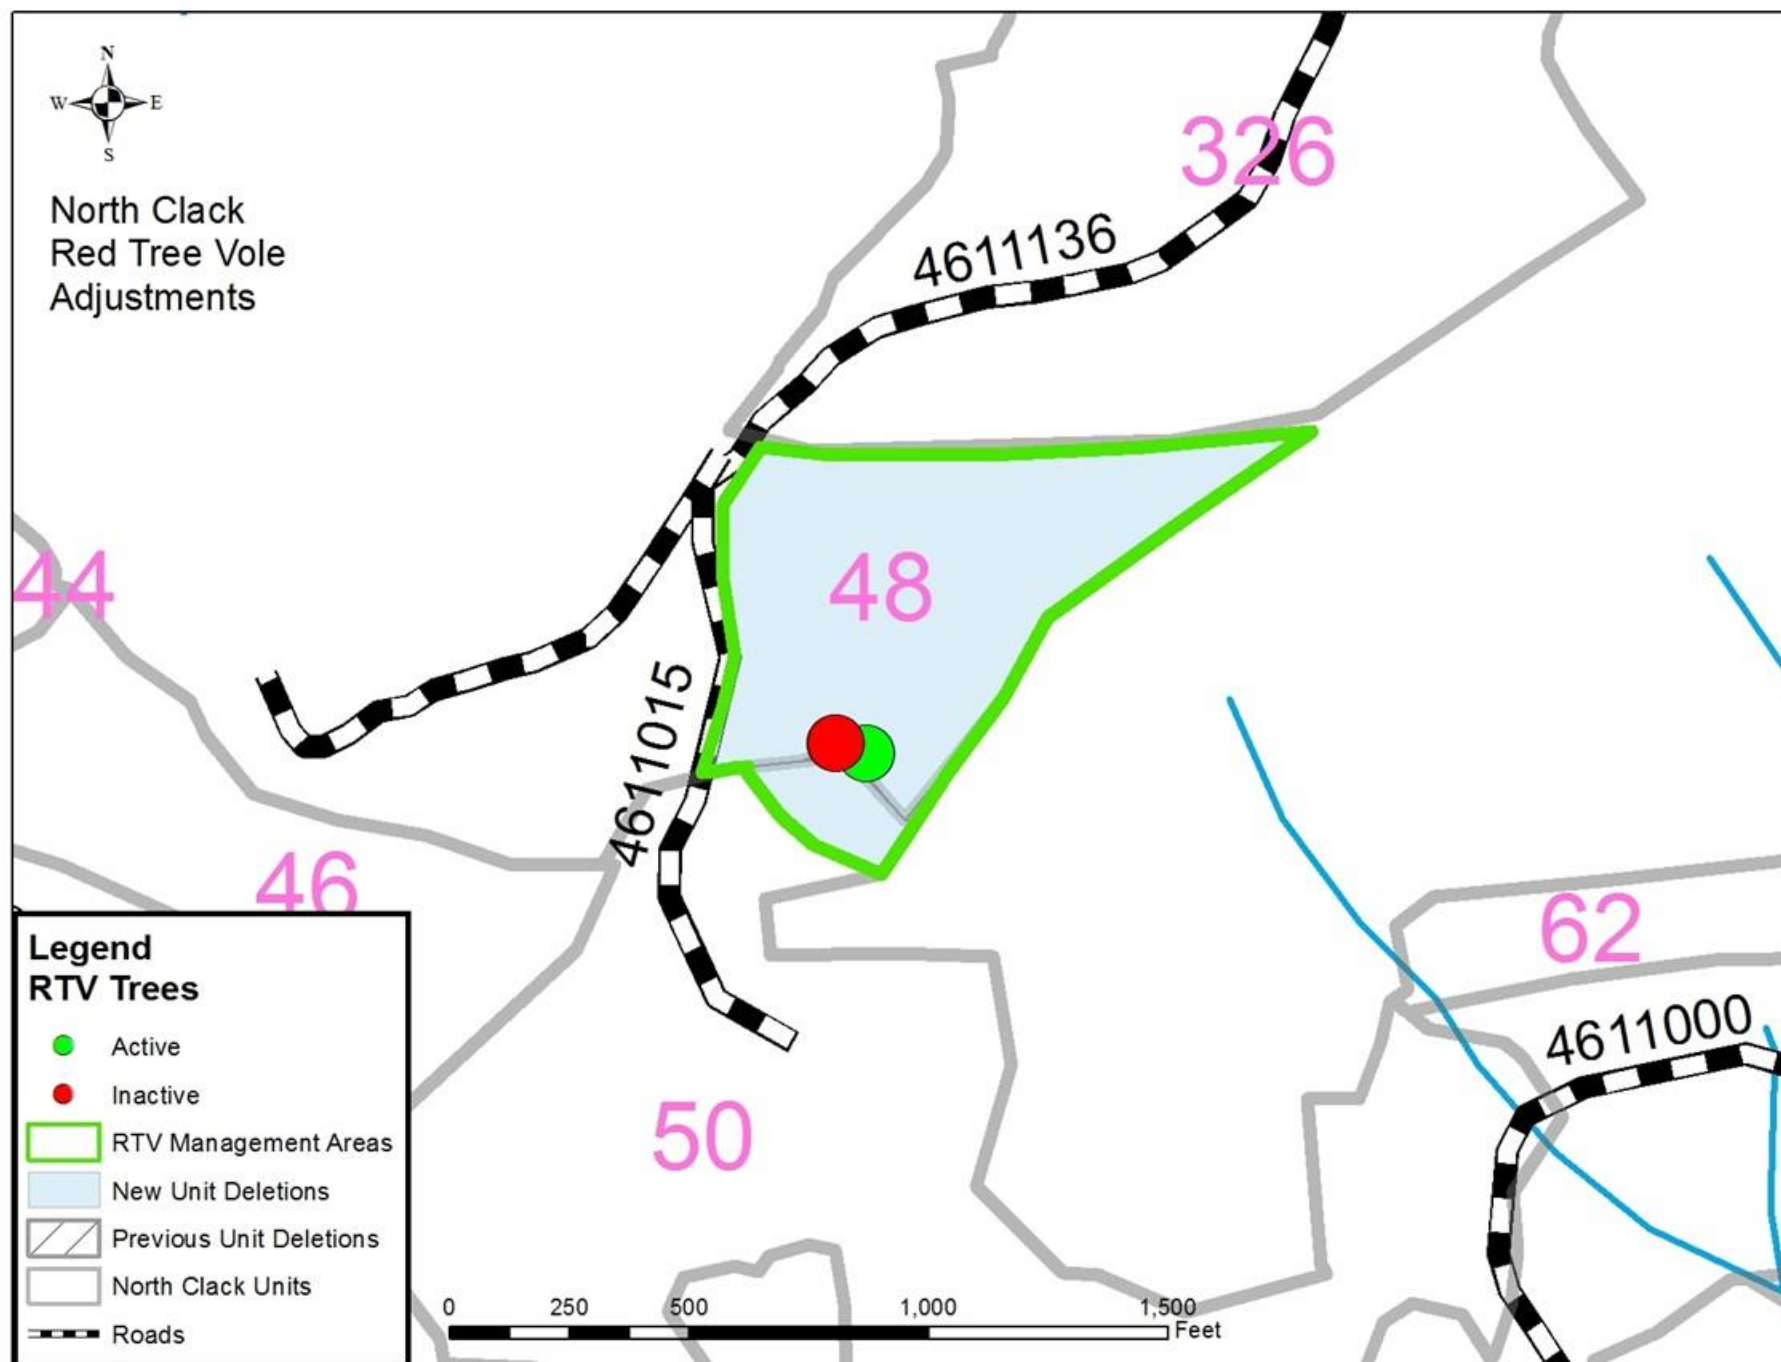 N
W
E
S
North Clack
Red Tree Vole
Adjustments
326
4611136
48
44
4611015
46
62
4611000
50
Legend
RTV Trees
Active
Inactive
RTV Management Areas
New Unit Deletions
Previous Unit Deletions
North Clack Units
Roads
0 250 500 1,000 1,500
Feet